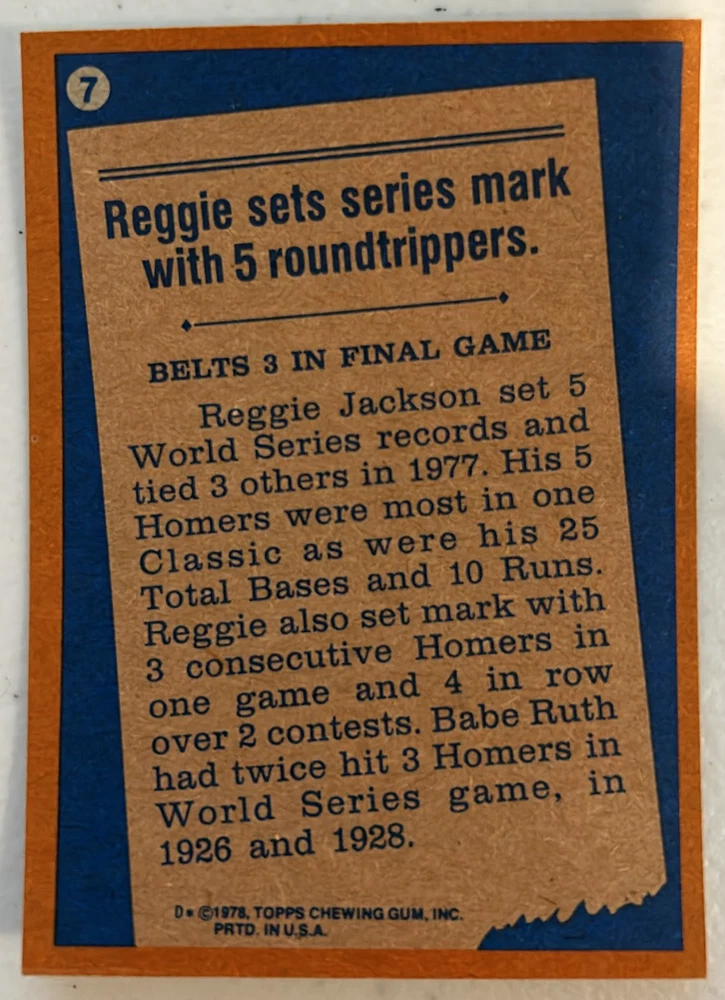 7
Reggie sets series mark
with 5 roundtrippers.
BELTS 3 IN FINAL GAME
Reggie Jackson set 5
World Series records and
tied 3 others in 1977. His 5
Homers were most in one
Classic as were his 25
Total Bases and 10 Runs.
Reggie also set mark with
3 consecutive Homers in
one game and 4 in row
over 2 contests. Babe Ruth
had twice hit 3 Homers in
World Series game, in
1926 and 1928.
D* ©1978, TOPPS CHEWING GUM, INC.
PRTD. IN U.S.A.